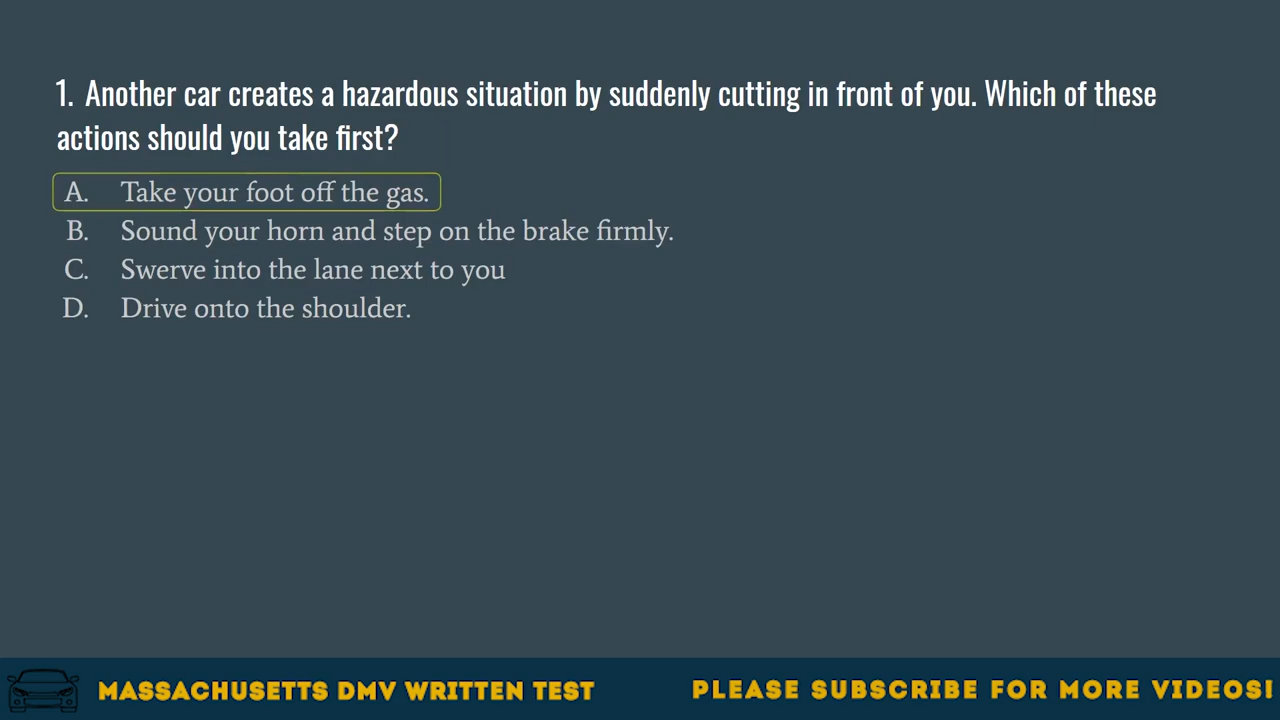 1. Another car creates a hazardous situation by suddenly cutting in front of you. Which of these
actions should you take first?
A. Take your foot off the gas.
B. Sound your horn and step on the brake firmly.
C. Swerve into the lane next to you
D. Drive onto the shoulder.
MASSACHUSETTS DMV WRITTEN TEST
PLEASE SUBSCRIBE FOR MORE VIDEOS!